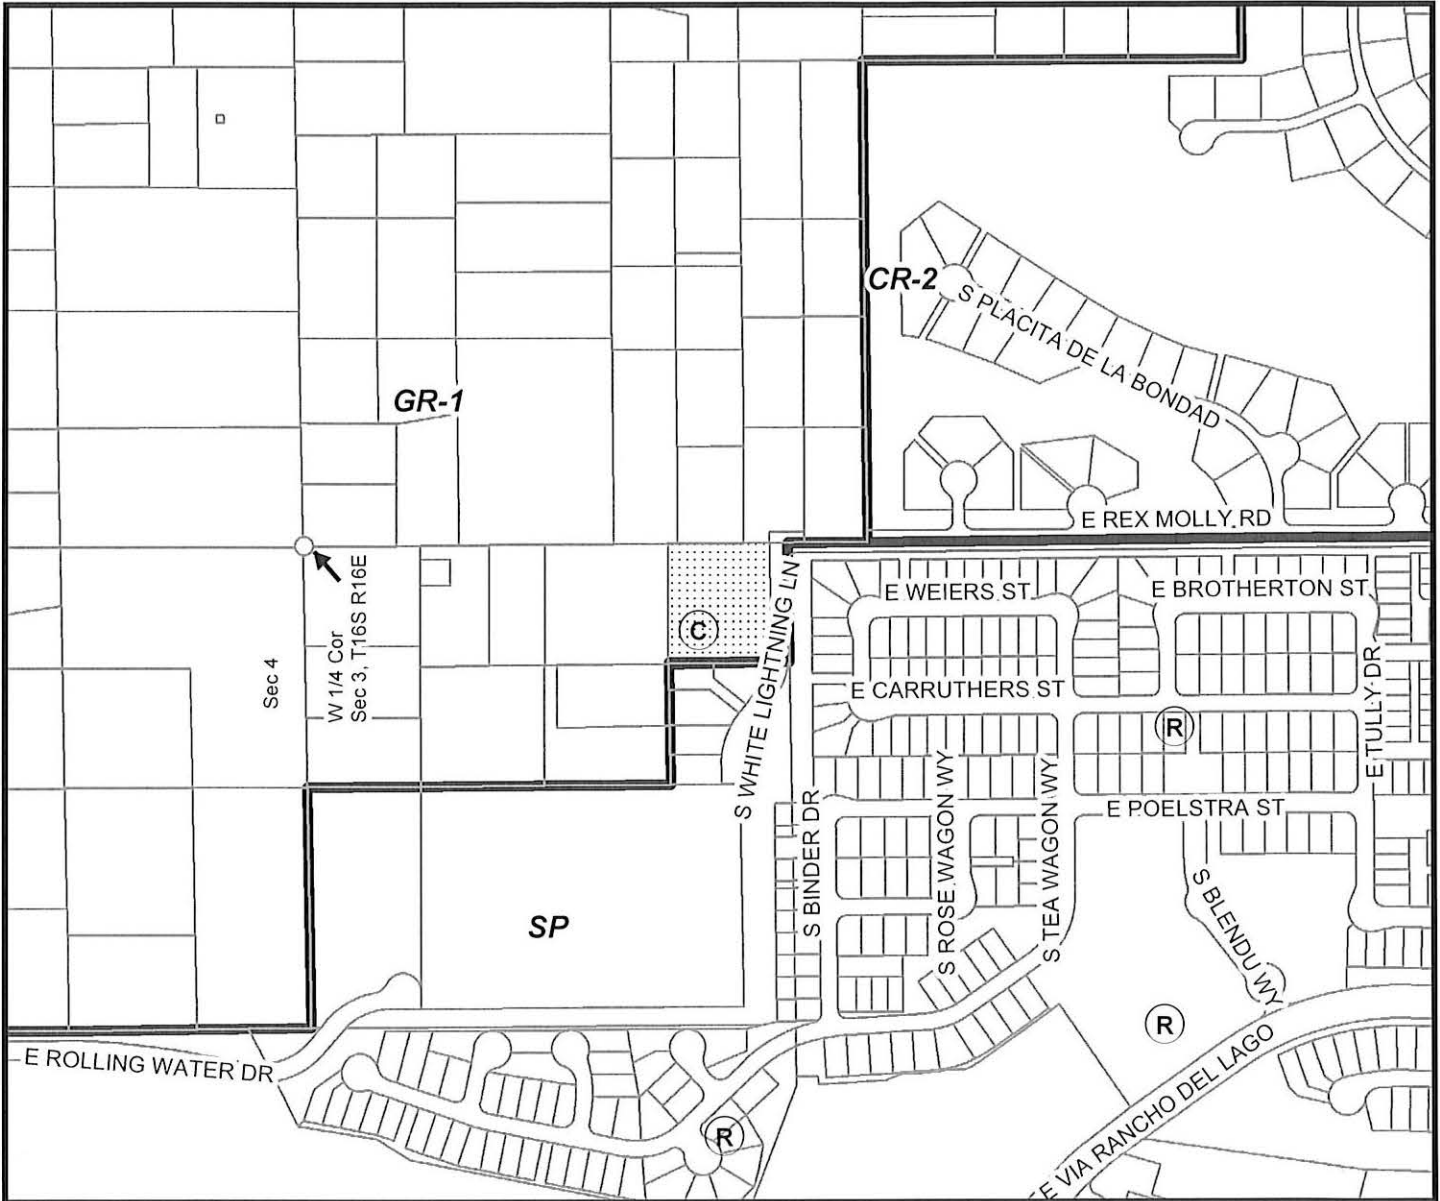 CR-2
S PLACITA DE LA BONDAD
GR-1
E REX MOLLY RD
E WEIERS ST
E BROTHERTON ST
C
Sec 4
W 1/4 Cor
Sec 3, T16S R16E
S WHITE LIGHTNING LN
E CARRUTHERS ST
E TULLY DR
R
S BINDER DR
S ROSE WAGON WY
S TEA WAGON WY
E POELSTRA ST
SP
S BLENDU WY
R
E ROLLING WATER DR
E VIA RANCHO DEL LAGO
R